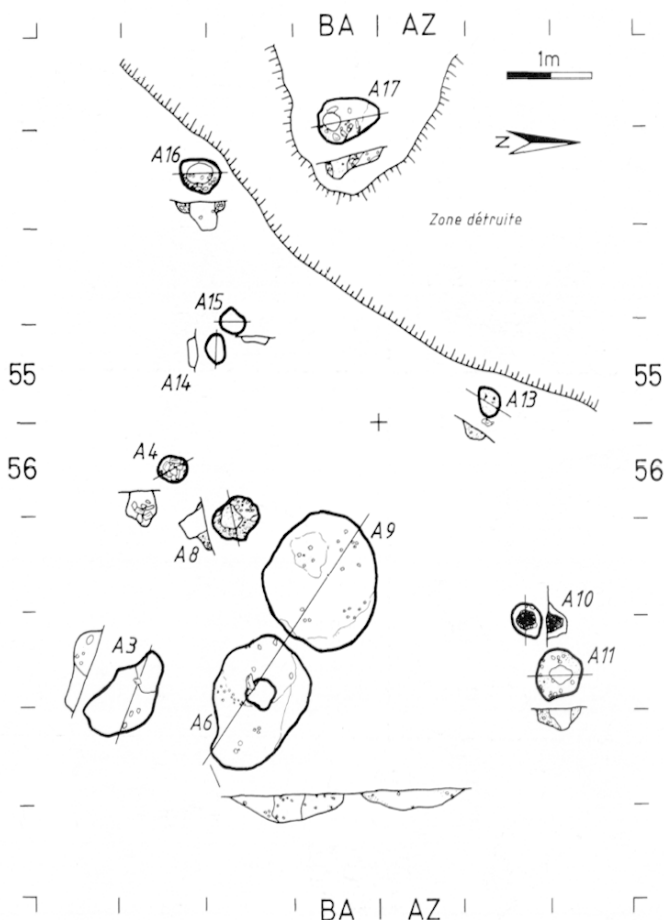 BA | AZ
1m
A17
N
A16
Zone détruite
A15
A14
55 55
A13
A4
56 56
A8
A9
A10
A3
A11
A6
BA | AZ